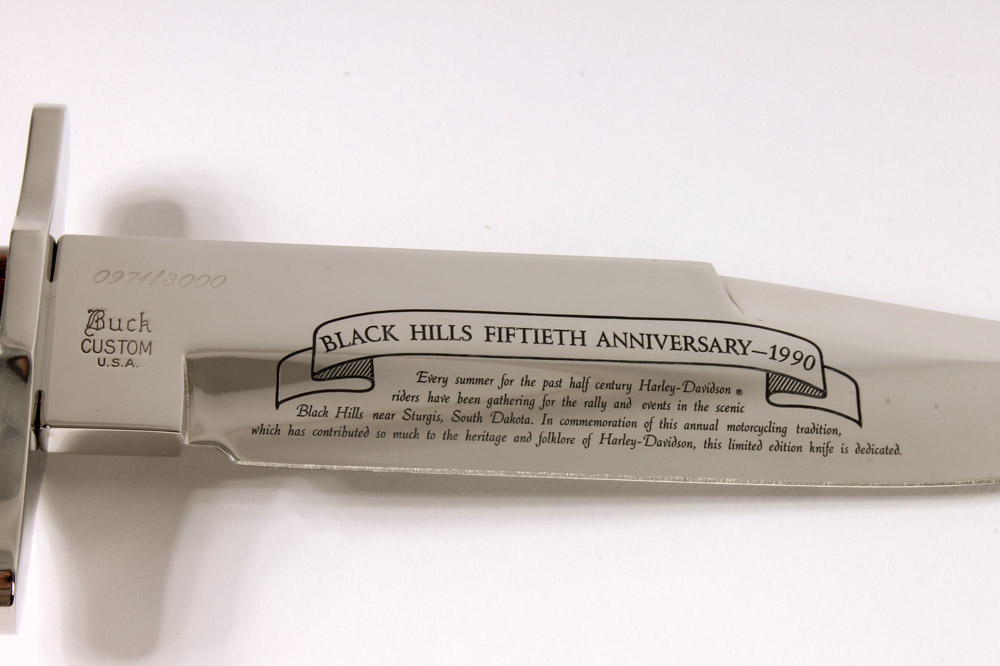 0971/3000
Buck
CUSTOM
U.S.A.
BLACK HILLS FIFTIETH ANNIVERSARY—1990
Every summer for the past half century Harley-Davidson ®
riders have been gathering for the rally and events in the scenic
Black Hills near Sturgis, South Dakota. In commemoration of this annual motorcycling tradition,
which has contributed so much to the heritage and folklore of Harley-Davidson, this limited edition knife is dedicated.